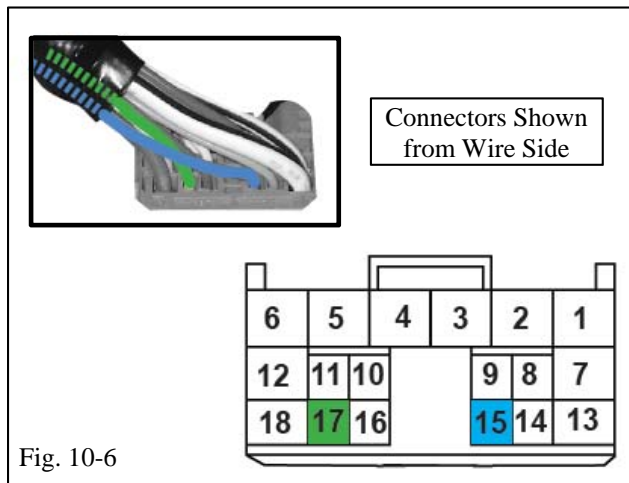 Connectors Shown
from Wire Side
6 5 4 3 2 1
12 11 10 9 8 7
18 17 16 15 14 13
Fig. 10-6